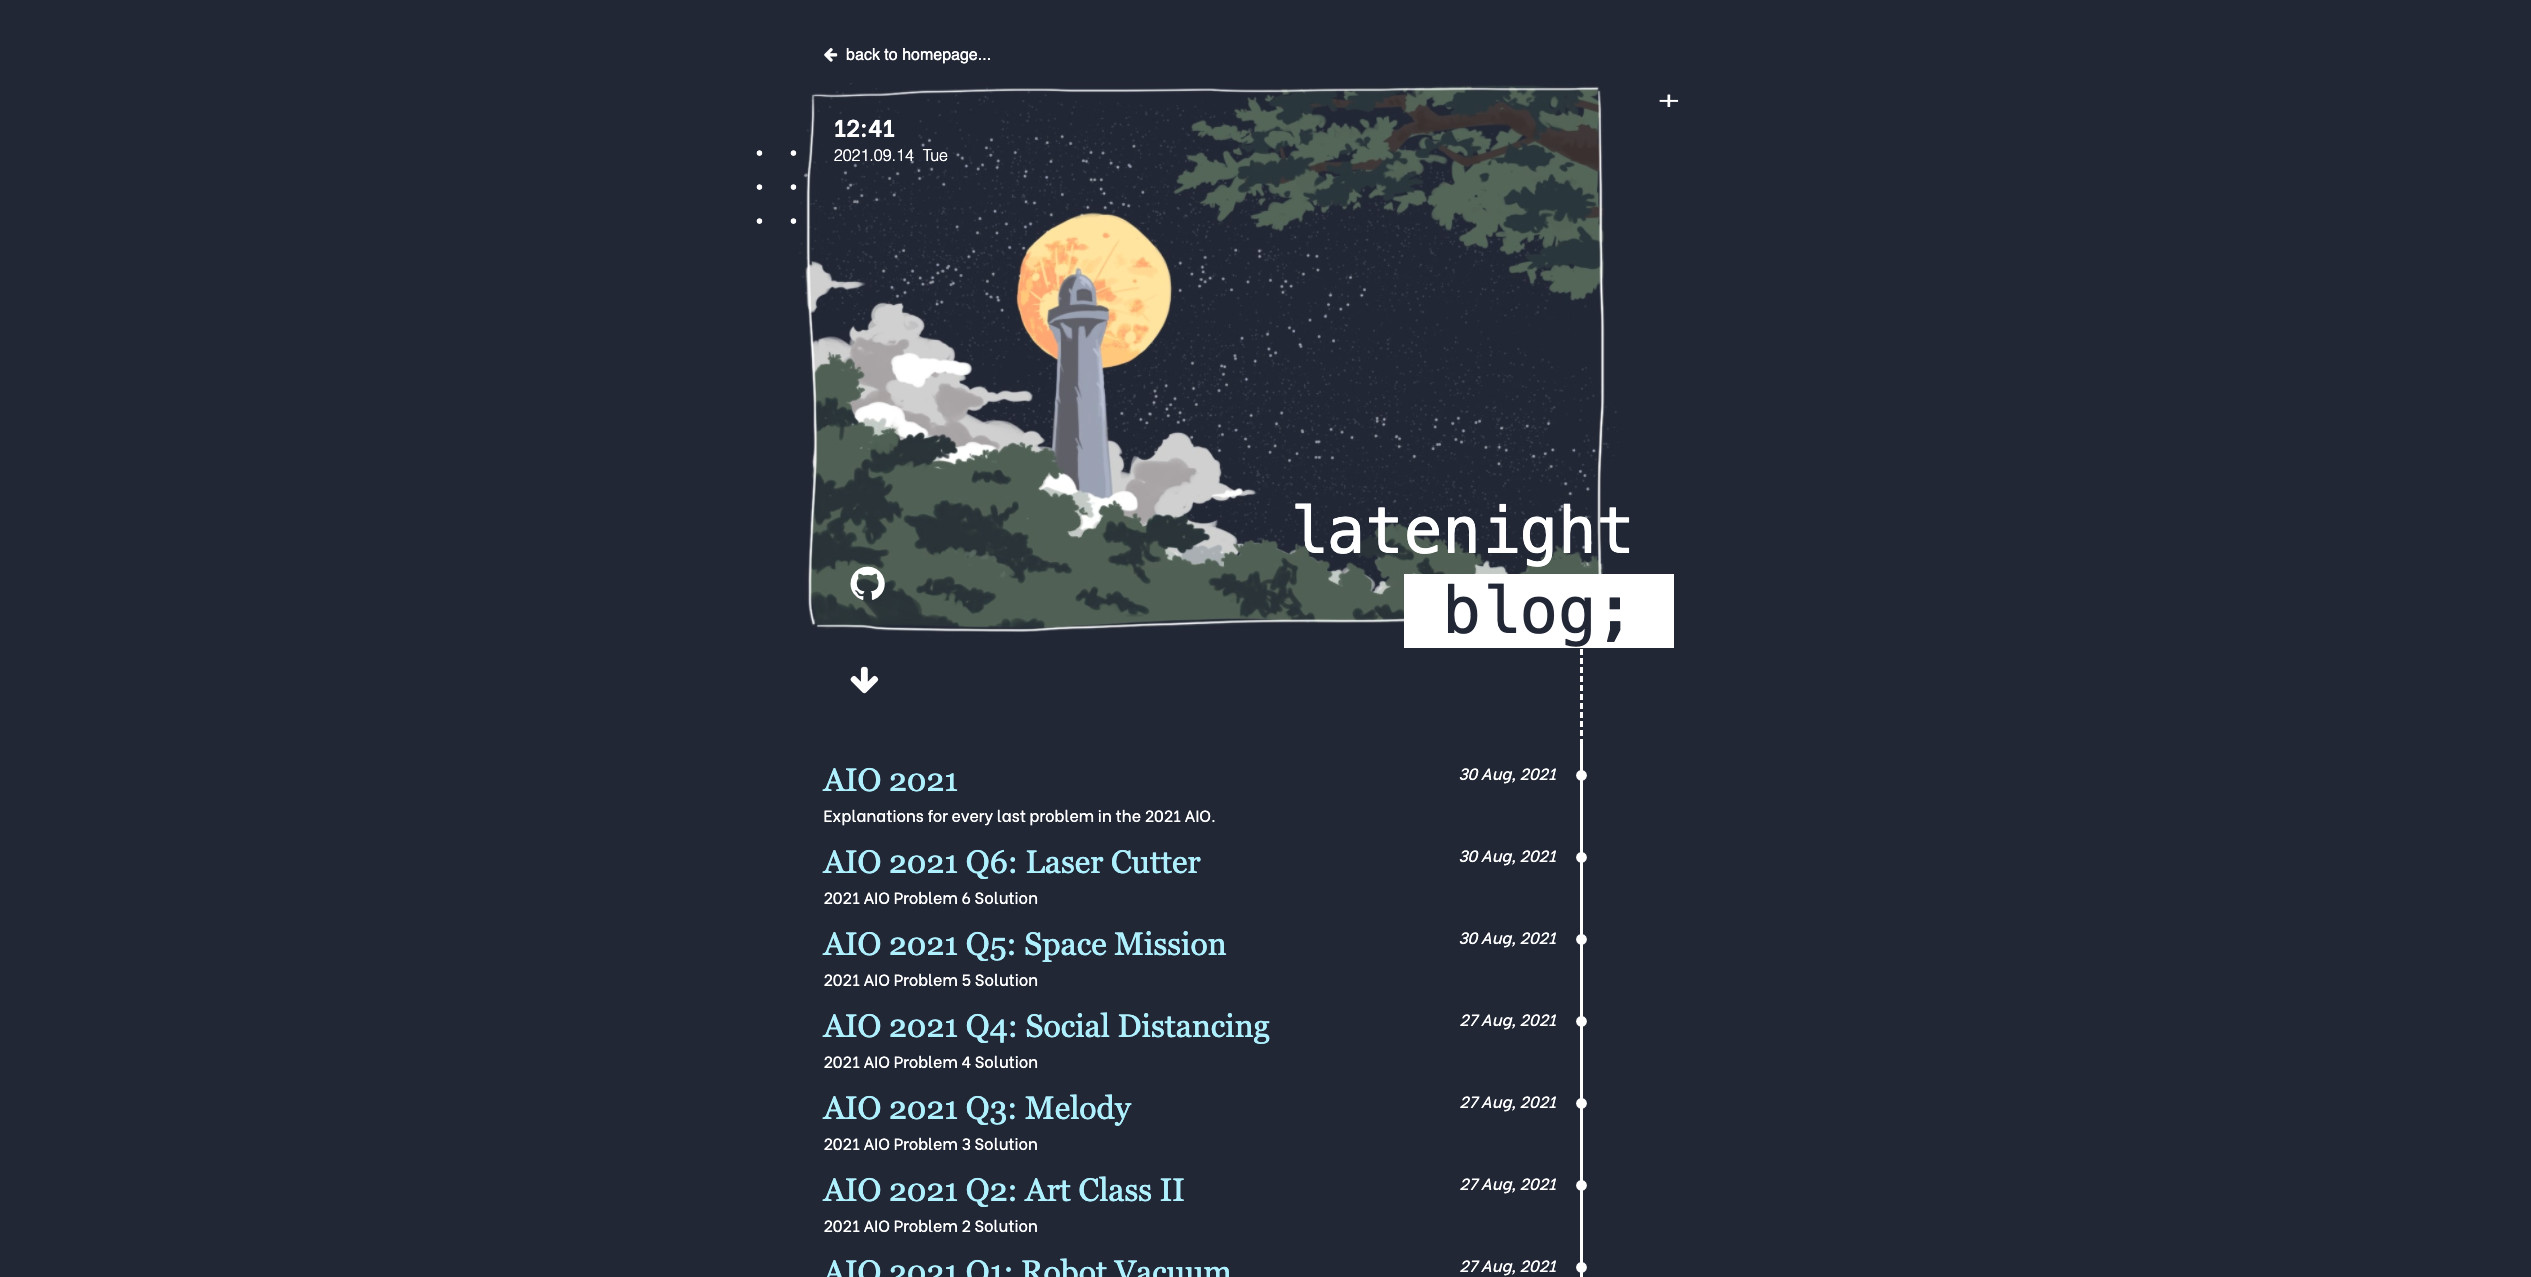 back to homepage...
12:41
2021.09.14 Tue
latenight
blog;
AIO 2021
30 Aug, 2021
Explanations for every last problem in the 2021 AIO.
AIO 2021 Q6: Laser Cutter
30 Aug, 2021
2021 AIO Problem 6 Solution
AIO 2021 Q5: Space Mission
30 Aug, 2021
2021 AIO Problem 5 Solution
AIO 2021 Q4: Social Distancing
27 Aug, 2021
2021 AIO Problem 4 Solution
AIO 2021 Q3: Melody
27 Aug, 2021
2021 AIO Problem 3 Solution
AIO 2021 Q2: Art Class II
27 Aug, 2021
2021 AIO Problem 2 Solution
AIO 2021 Q1: Robot Vacuum
27 Aug, 2021